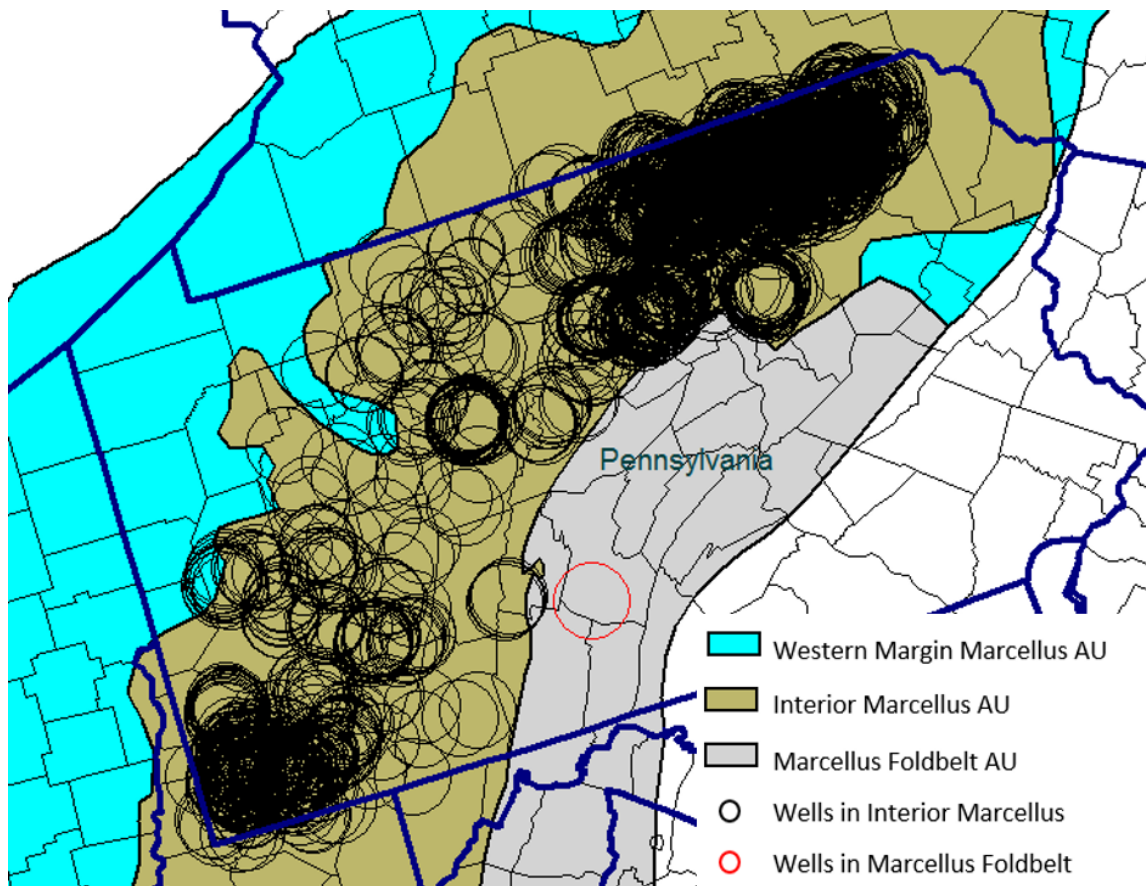 Pennsylvania
Western Margin Marcellus AU
Interior Marcellus AU
Marcellus Foldbelt AU
Wells in Interior Marcellus
Wells in Marcellus Foldbelt